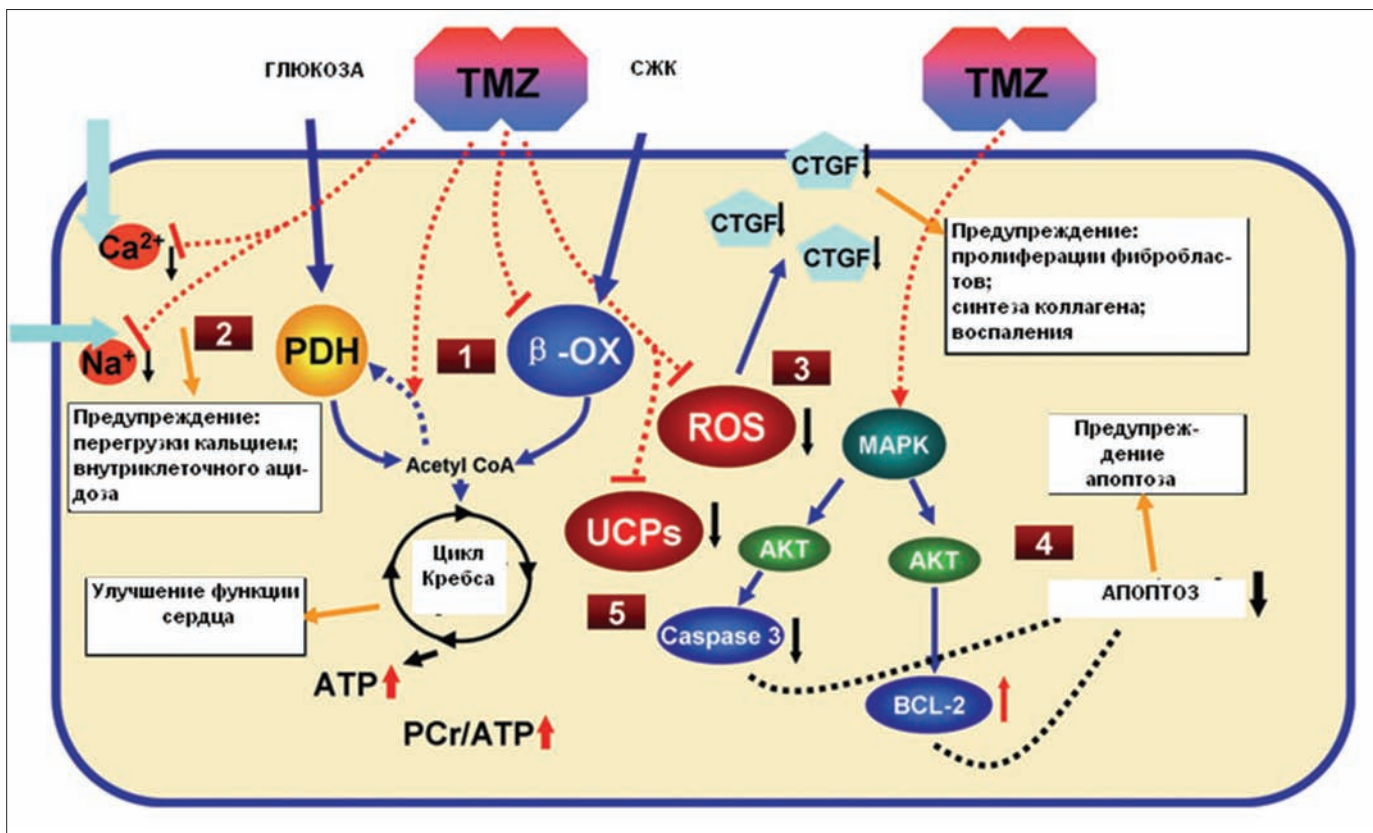 ГЛЮКОЗА
TMZ
СЖК
TMZ
CTGF
CTGF
CTGF
Ca²⁺
Na⁺
2
PDH
1
β-OX
3
ROS
MAPK
Предупреждение:
пролиферации фиброблас-
тов;
синтеза коллагена;
воспаления
Предупреждение:
перегрузки кальцием;
внутриклеточного аци-
доза
Acetyl CoA
UCPs
AKT
AKT
4
Предупреж-
дение
апоптоза
АПОПТОЗ
Цикл
Кребса
Улучшение функции
сердца
5
Caspase 3
BCL-2
ATP
PCr/ATP